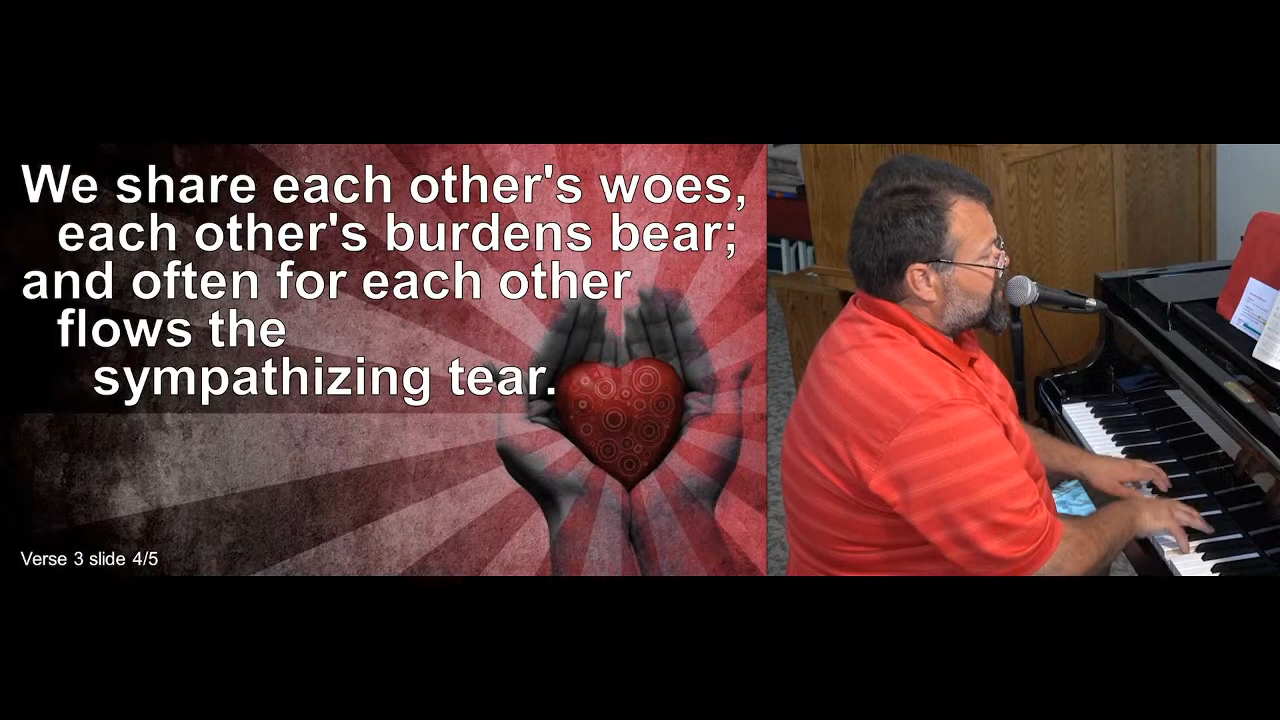 We share each other's woes,
each other's burdens bear;
and often for each other
flows the
sympathizing tear.
Verse 3 slide 4/5